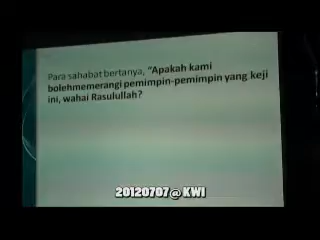 Para sahabat bertanya, "Apakah kami
bolehmemerangi pemimpin-pemimpin yang keji
ini, wahai Rasulullah?
20120707@KWI